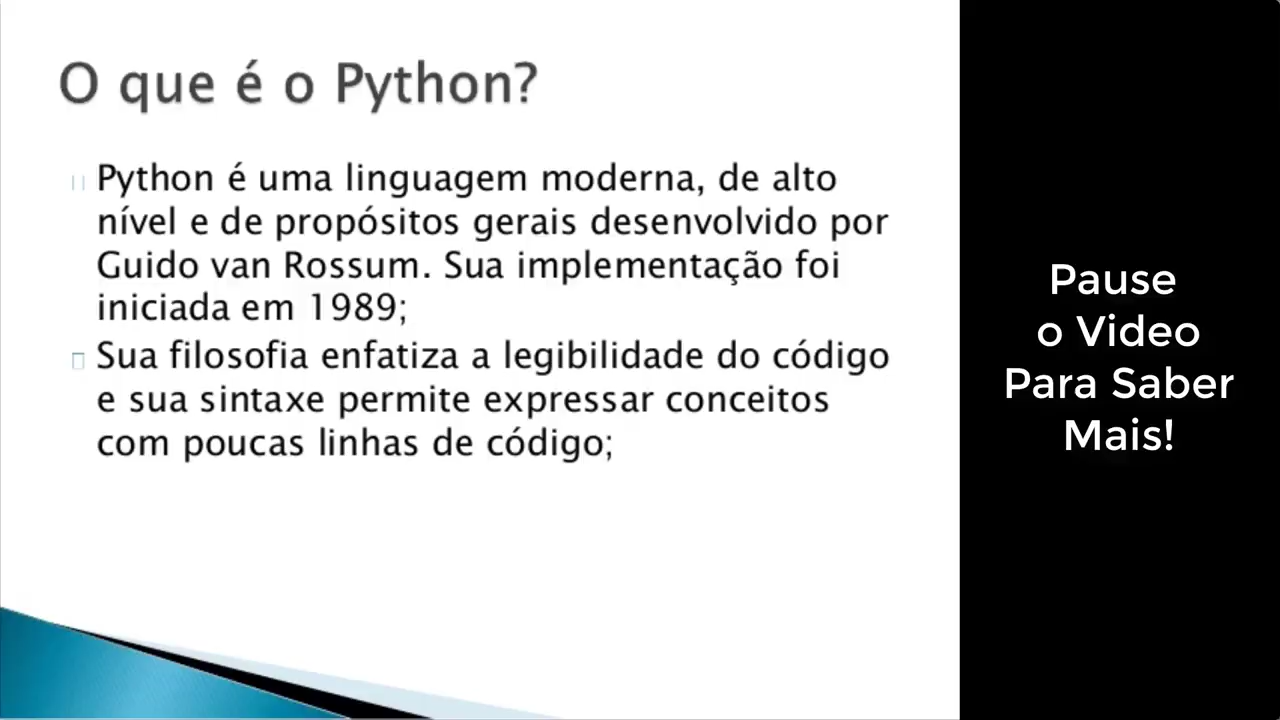 O que é o Python?
Python é uma linguagem moderna, de alto
nível e de propósitos gerais desenvolvido por
Guido van Rossum. Sua implementação foi
iniciada em 1989;
Sua filosofia enfatiza a legibilidade do código
e sua sintaxe permite expressar conceitos
com poucas linhas de código;
Pause
o Video
Para Saber
Mais!